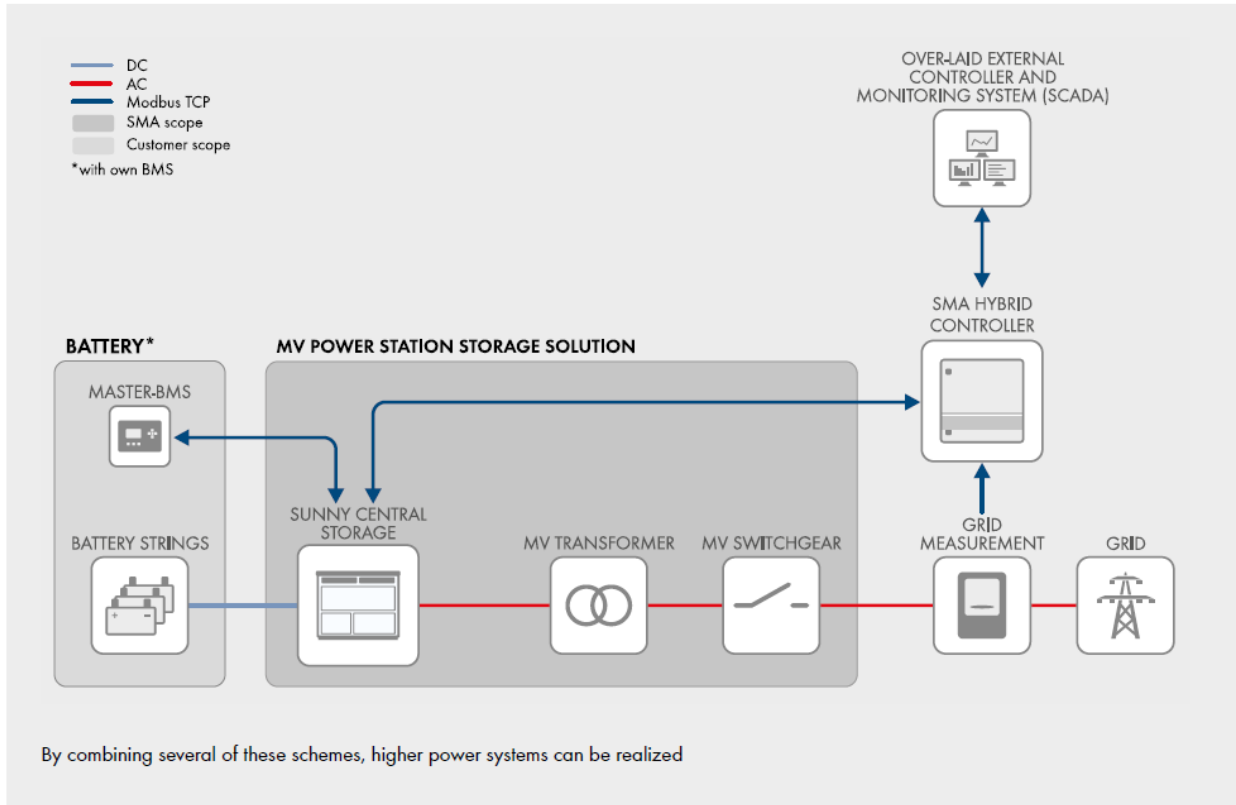 DC
AC
Modbus TCP
SMA scope
Customer scope
*with own BMS
OVER-LAID EXTERNAL
CONTROLLER AND
MONITORING SYSTEM (SCADA)
SMA HYBRID
CONTROLLER
BATTERY*
MV POWER STATION STORAGE SOLUTION
MASTER-BMS
SUNNY CENTRAL
STORAGE
BATTERY STRINGS
MV TRANSFORMER
MV SWITCHGEAR
GRID
MEASUREMENT
GRID
By combining several of these schemes, higher power systems can be realized